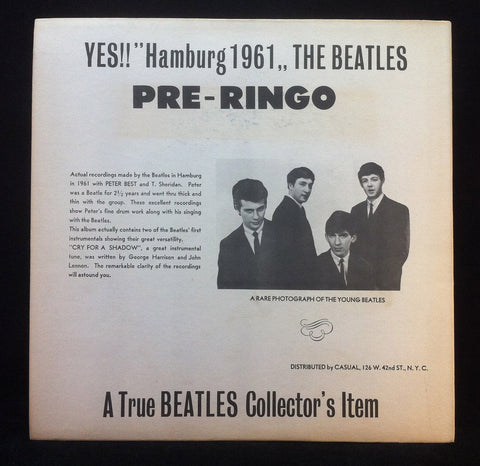 YES!! "Hamburg 1961„ THE BEATLES
PRE-RINGO
Actual recordings made by the Beatles in Hamburg
in 1961 with PETER BEST and T. Sheridan. Peter
was a Beatle for 2½ years and went thru thick and
thin with the group. These excellent recordings
show Peter's fine drum work along with his singing
with the Beatles.
This album actually contains two of the Beatles' first
instrumentals showing their great versatility.
"CRY FOR A SHADOW", a great instrumental
tune, was written by George Harrison and John
Lennon. The remarkable clarity of the recordings
will astound you.
A RARE PHOTOGRAPH OF THE YOUNG BEATLES
DISTRIBUTED by CASUAL, 126 W. 42nd ST., N. Y. C.
A True BEATLES Collector's Item